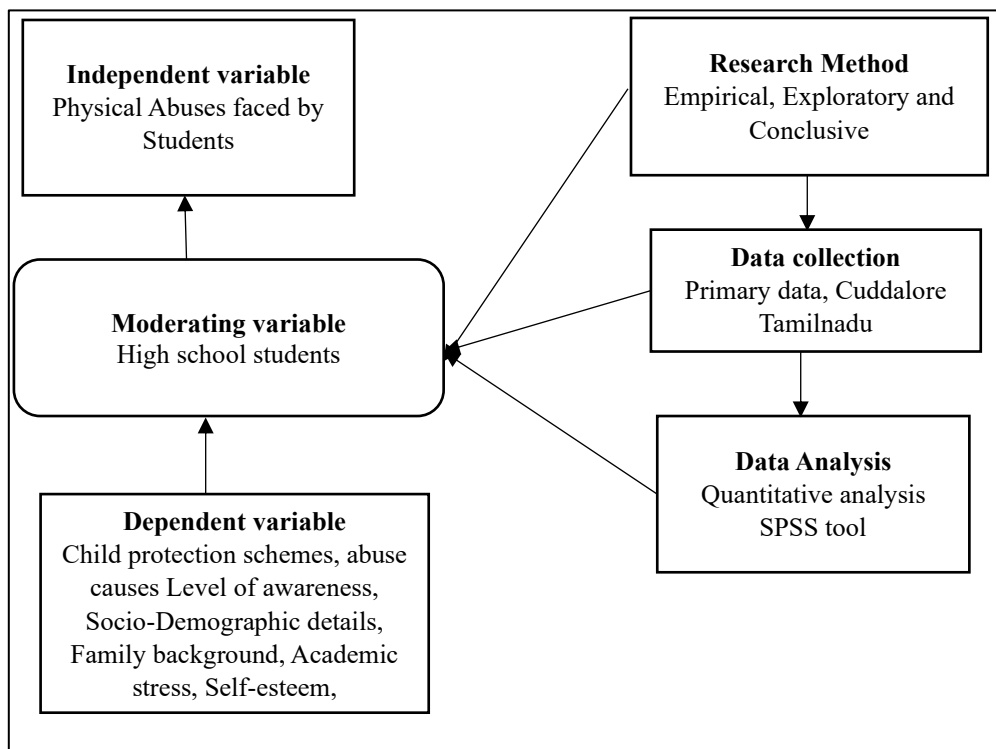 Independent variable
Physical Abuses faced by
Students
Moderating variable
High school students
Dependent variable
Child protection schemes, abuse
causes Level of awareness,
Socio-Demographic details,
Family background, Academic
stress, Self-esteem,
Research Method
Empirical, Exploratory and
Conclusive
Data collection
Primary data, Cuddalore
Tamilnadu
Data Analysis
Quantitative analysis
SPSS tool